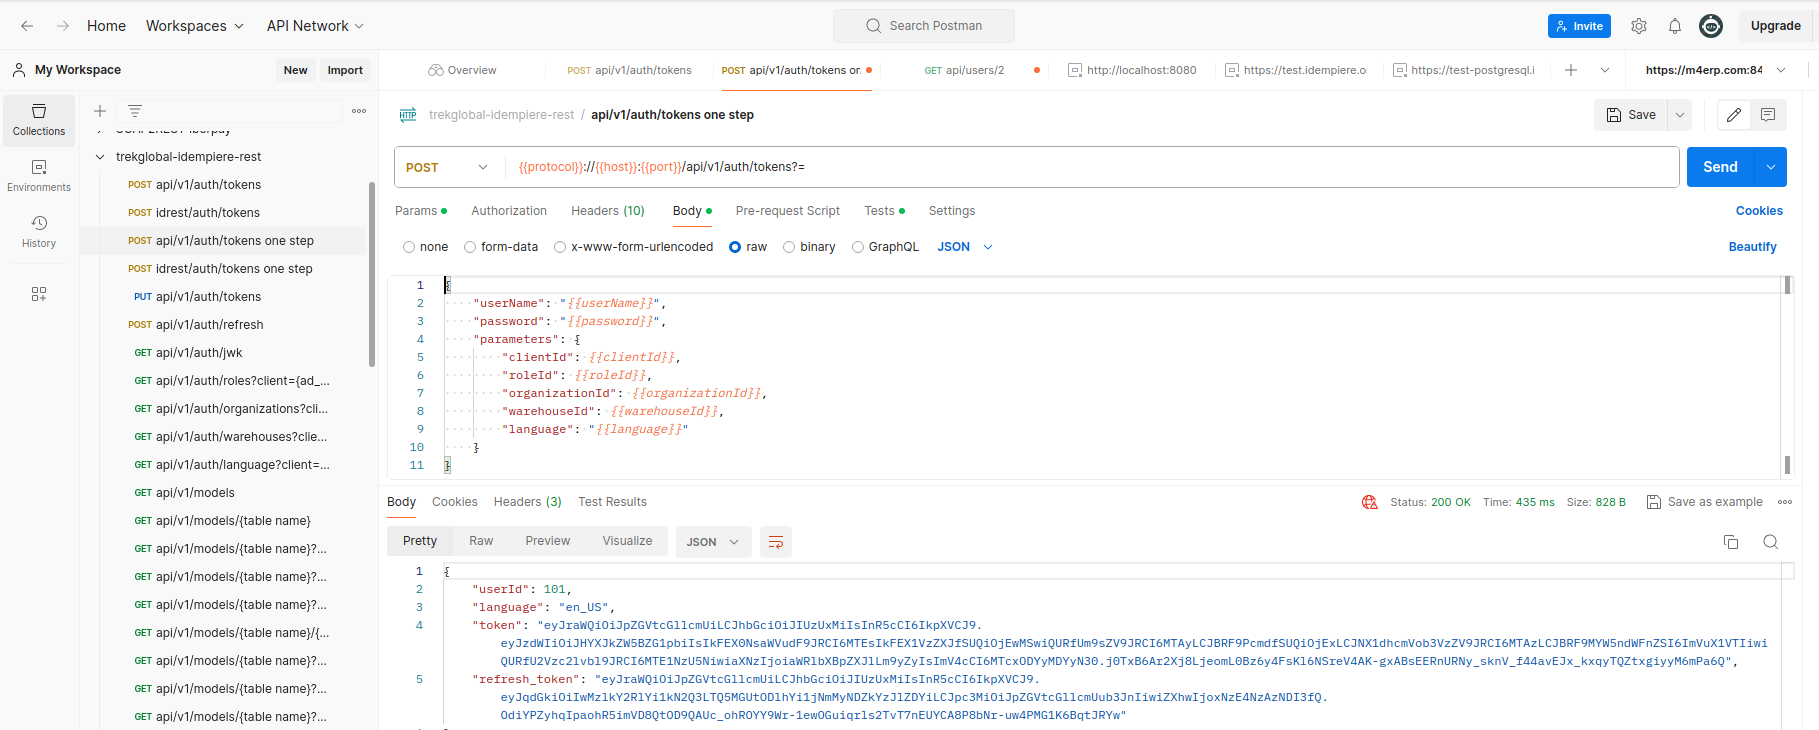 Home Workspaces API Network Search Postman Invite Upgrade
My Workspace New Import Overview POST api/v1/auth/tokens POST api/v1/auth/tokens or GET api/users/2 http://localhost:8080 https://test.idempiere.o https://test-postgresql.i https://m4erp.com:84
Collections
Environments
History
trekglobal-idempiere-rest
POST api/v1/auth/tokens
POST idrest/auth/tokens
POST api/v1/auth/tokens one step
POST idrest/auth/tokens one step
PUT api/v1/auth/tokens
POST api/v1/auth/refresh
GET api/v1/auth/jwk
GET api/v1/auth/roles?client={ad_...
GET api/v1/auth/organizations?cli...
GET api/v1/auth/warehouses?clie...
GET api/v1/auth/language?client=...
GET api/v1/models
GET api/v1/models/{table name}
GET api/v1/models/{table name}?...
GET api/v1/models/{table name}?...
GET api/v1/models/{table name}?...
GET api/v1/models/{table name}/{...
GET api/v1/models/{table name}?...
GET api/v1/models/{table name}?...
GET api/v1/models/{table name}?...
HTTP trekglobal-idempiere-rest / api/v1/auth/tokens one step Save
POST {{protocol}}://{{host}}:{{port}}/api/v1/auth/tokens?= Send
Params Authorization Headers (10) Body Pre-request Script Tests Settings Cookies
none form-data x-www-form-urlencoded raw binary GraphQL JSON Beautify
1 {
2 "userName": "{{userName}}",
3 "password": "{{password}}",
4 "parameters": {
5 "clientId": {{clientId}},
6 "roleId": {{roleId}},
7 "organizationId": {{organizationId}},
8 "warehouseId": {{warehouseId}},
9 "language": "{{language}}"
10 }
11 }
Body Cookies Headers (3) Test Results Status: 200 OK Time: 435 ms Size: 828 B Save as example
Pretty Raw Preview Visualize JSON
1 {
2 "userId": 101,
3 "language": "en_US",
4 "token": "eyJraWQiOiJpZGVtcGllcmUiLCJhbGciOiJIUzUxMiIsInR5cCI6IkpXVCJ9.
eyJzdWIiOiJHYXJkZW5BZG1pbiIsIkFEX0NsaWVudF9JRCI6MTEsIkFEX1VzZXJfSUQiOjEwMSwiQURfUm9sZV9JRCI6MTAyLCJBRF9PcmdfSUQiOjExLCJNX1dhcmVob3VzZV9JRCI6MTAzLCJBRF9MYW5ndWFnZSI6ImVuX1VTIiwi
QURfU2Vzc2lvbl9JRCI6MTE1NzU5NiwiaXNzIjoiaWRlbXBpZXJlLm9yZyIsImV4cCI6MTcxODYyMDYyN30.j0TxB6Ar2Xj8LjeomL0Bz6y4FsKl6NSreV4AK-gxABsEERnURNy_sknV_f44avEJx_kxqyTQZtxgiyyM6mPa6Q",
5 "refresh_token": "eyJraWQiOiJpZGVtcGllcmUiLCJhbGciOiJIUzUxMiIsInR5cCI6IkpXVCJ9.
eyJqdGkiOiIwMzlkY2RlYi1kN2Q3LTQ5MGUtODlhYi1jNmMyNDZkYzJlZDYiLCJpc3MiOiJpZGVtcGllcmUub3JnIiwiZXhwIjoxNzE4NzAzNDI3fQ.
OdiYPZyhqIpaohR5imVD8QtOD9QAUc_ohROYY9Wr-1ewOGuiqrls2TvT7nEUYCA8P8bNr-uw4PMG1K6BqtJRYw"